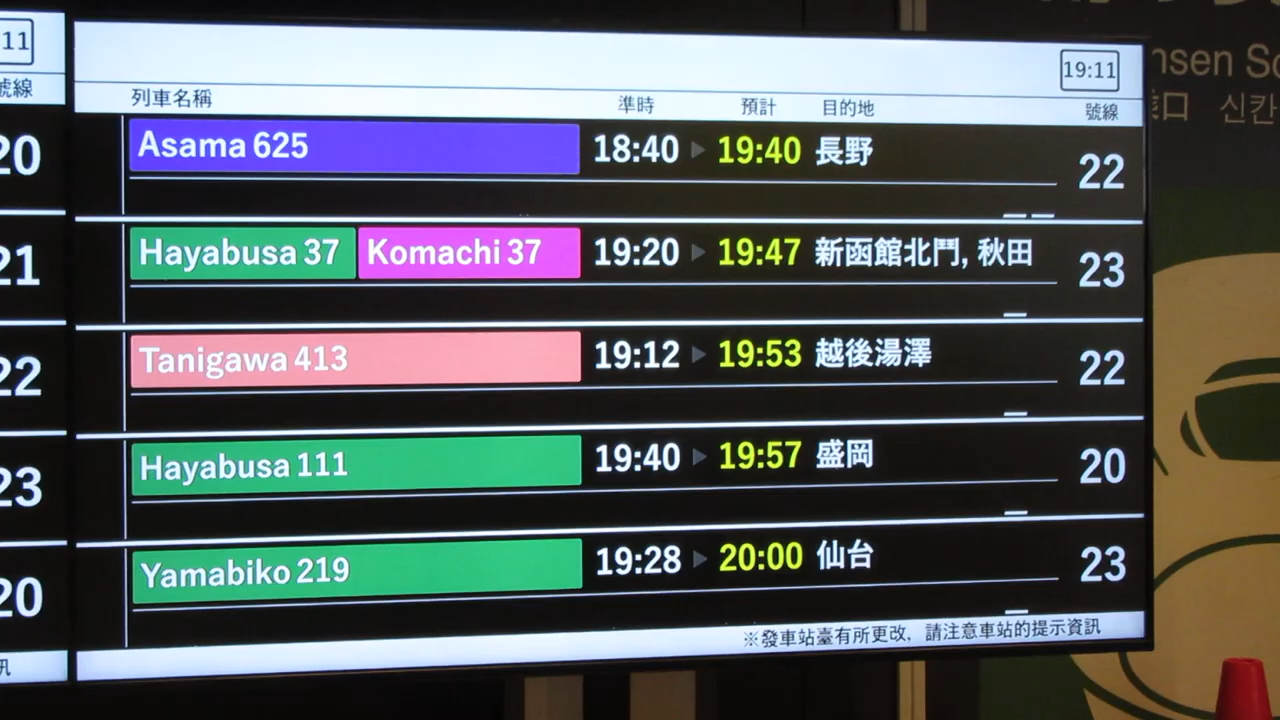 11
號線
20
21
22
23
20
訊
19:11
列車名稱 準時 預計 目的地 號線
Asama 625 18:40 ▶ 19:40 長野 22
Hayabusa 37 Komachi 37 19:20 ▶ 19:47 新函館北鬥, 秋田 23
Tanigawa 413 19:12 ▶ 19:53 越後湯澤 22
Hayabusa 111 19:40 ▶ 19:57 盛岡 20
Yamabiko 219 19:28 ▶ 20:00 仙台 23
※發車站臺有所更改, 請注意車站的提示資訊
nsen So
口 신칸